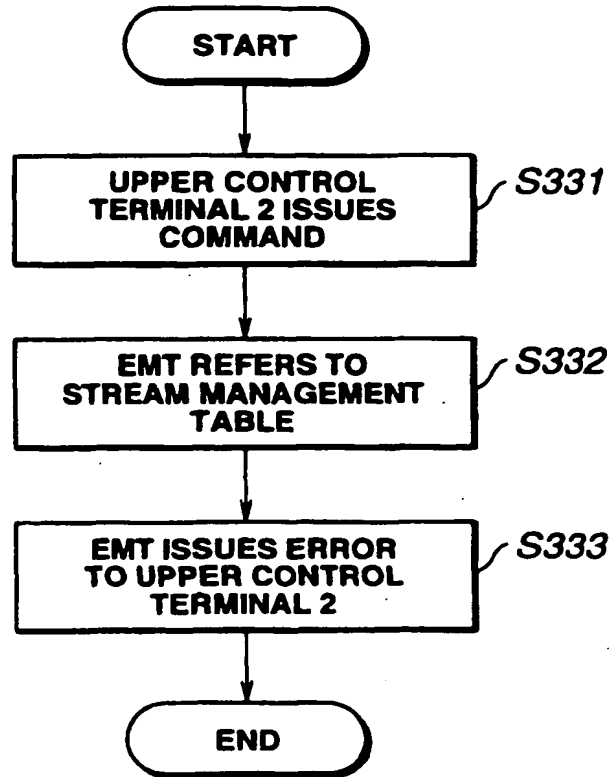 START
UPPER CONTROL
TERMINAL 2 ISSUES
COMMAND
S331
EMT REFERS TO
STREAM MANAGEMENT
TABLE
S332
EMT ISSUES ERROR
TO UPPER CONTROL
TERMINAL 2
S333
END